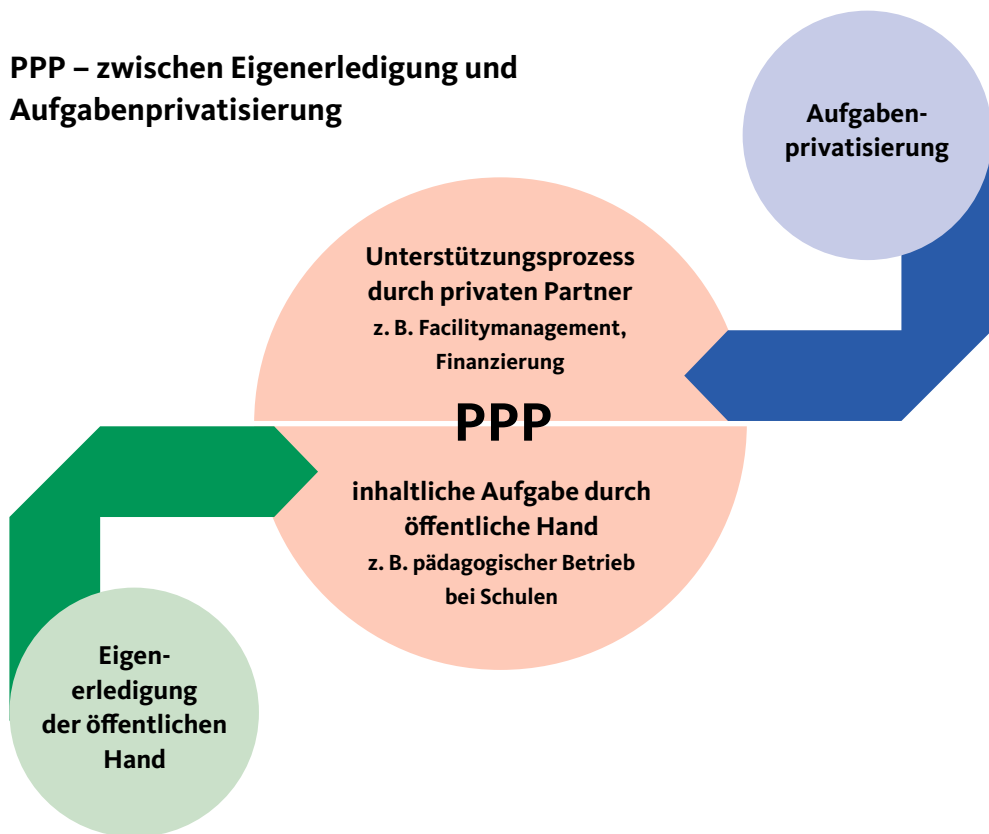 PPP – zwischen Eigenerledigung und
Aufgabenprivatisierung
Aufgaben-
privatisierung
Unterstützungsprozess
durch privaten Partner
z. B. Facilitymanagement,
Finanzierung
PPP
inhaltliche Aufgabe durch
öffentliche Hand
z. B. pädagogischer Betrieb
bei Schulen
Eigen-
erledigung
der öffentlichen
Hand